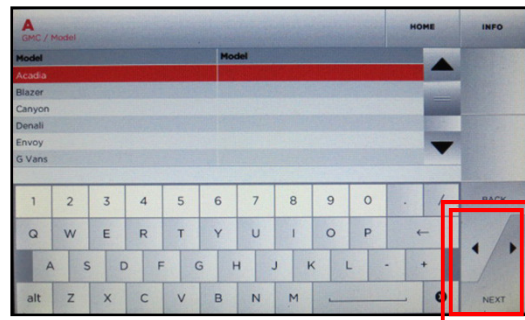 A
GMC / Model
HOME
INFO
Model Model
Acadia
Blazer
Canyon
Denali
Envoy
G Vans
1 2 3 4 5 6 7 8 9 0 . /
BACK
Q W E R T Y U I O P ←
A S D F G H J K L - +
alt Z X C V B N M
NEXT